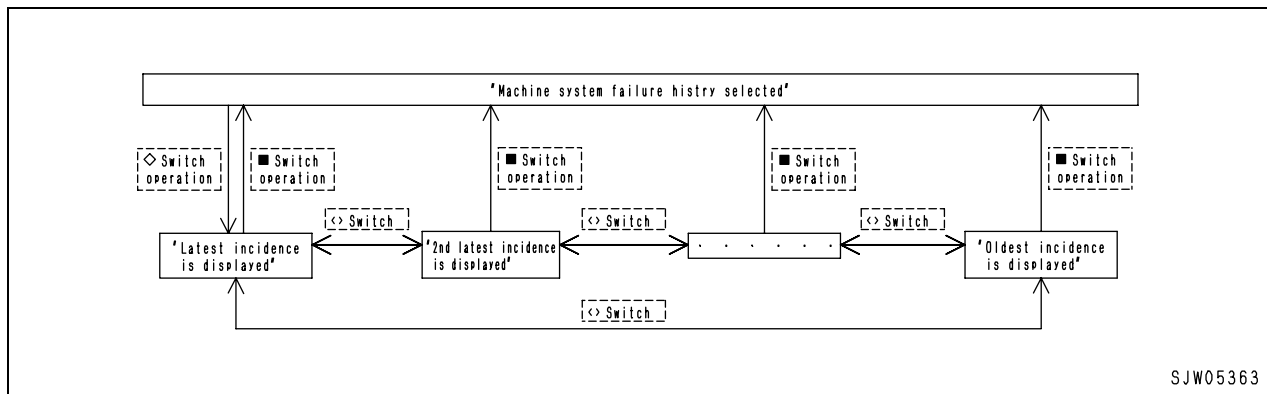 "Machine system failure histry selected"
◇ Switch
operation
■ Switch
operation
■ Switch
operation
■ Switch
operation
■ Switch
operation
<> Switch
<> Switch
<> Switch
"Latest incidence
is displayed"
"2nd latest incidence
is displayed"
. . . . . .
"Oldest incidence
is displayed"
<> Switch
SJW05363